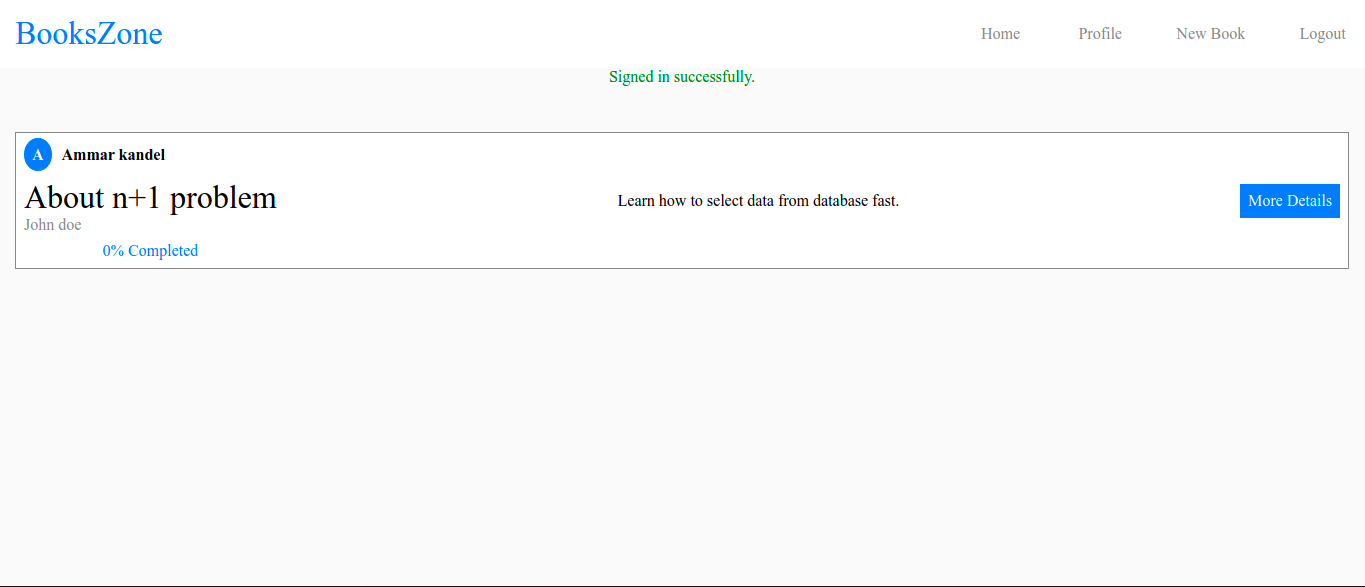 BooksZone
Home Profile New Book Logout
Signed in successfully.
A Ammar kandel
About n+1 problem
John doe
0% Completed
Learn how to select data from database fast.
More Details